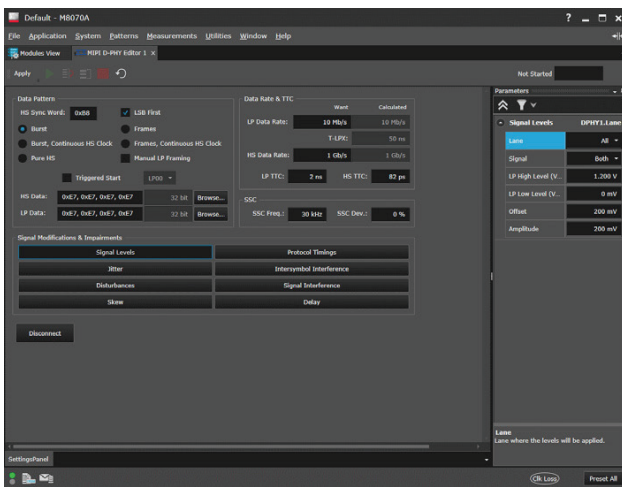 Default - M8070A
? _ □ x
File Application System Patterns Measurements Utilities Window Help
Modules View MIPI D-PHY Editor 1 x
Apply
Not Started
Data Pattern
HS Sync Word: 0xB8 LSB First
Burst Frames
Burst, Continuous HS Clock Frames, Continuous HS Clock
Pure HS Manual LP Framing
Triggered Start LP00
HS Data: 0xE7, 0xE7, 0xE7, 0xE7 32 bit Browse...
LP Data: 0xE7, 0xE7, 0xE7, 0xE7 32 bit Browse...
Data Rate & TTC
Want Calculated
LP Data Rate: 10 Mb/s 10 Mb/s
T-LPX: 50 ns
HS Data Rate: 1 Gb/s 1 Gb/s
LP TTC: 2 ns HS TTC: 82 ps
SSC
SSC Freq.: 30 kHz SSC Dev.: 0 %
Signal Modifications & Impairments
Signal Levels Protocol Timings
Jitter Intersymbol Interference
Disturbances Signal Interference
Skew Delay
Disconnect
Parameters
Signal Levels DPHY1.Lane
Lane All
Signal Both
LP High Level (V... 1.200 V
LP Low Level (V... 0 mV
Offset 200 mV
Amplitude 200 mV
Lane
Lane where the levels will be applied.
SettingsPanel
Clk Loss Preset All